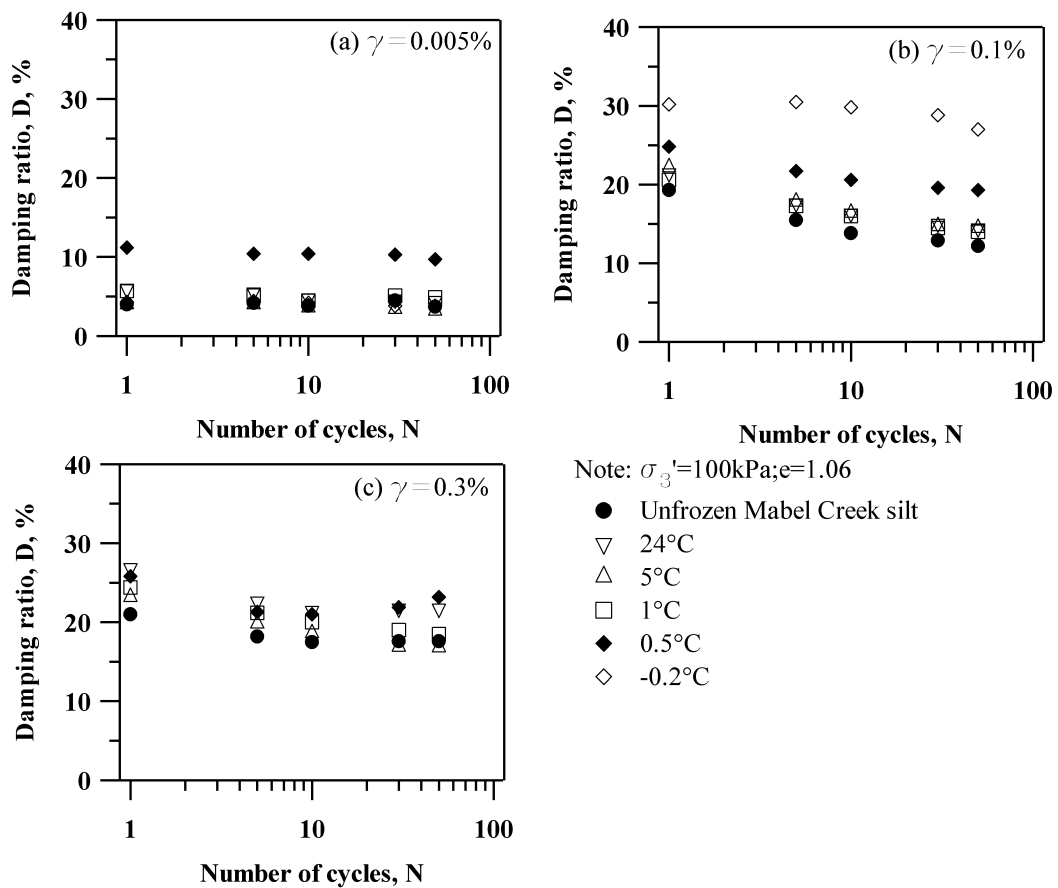 (a) γ=0.005%
Damping ratio, D, %
40
30
20
10
0
1 10 100
Number of cycles, N
(b) γ=0.1%
Damping ratio, D, %
40
30
20
10
0
1 10 100
Number of cycles, N
(c) γ=0.3%
Damping ratio, D, %
40
30
20
10
0
1 10 100
Number of cycles, N
Note: σ3'=100kPa;e=1.06
Unfrozen Mabel Creek silt
24°C
5°C
1°C
0.5°C
-0.2°C